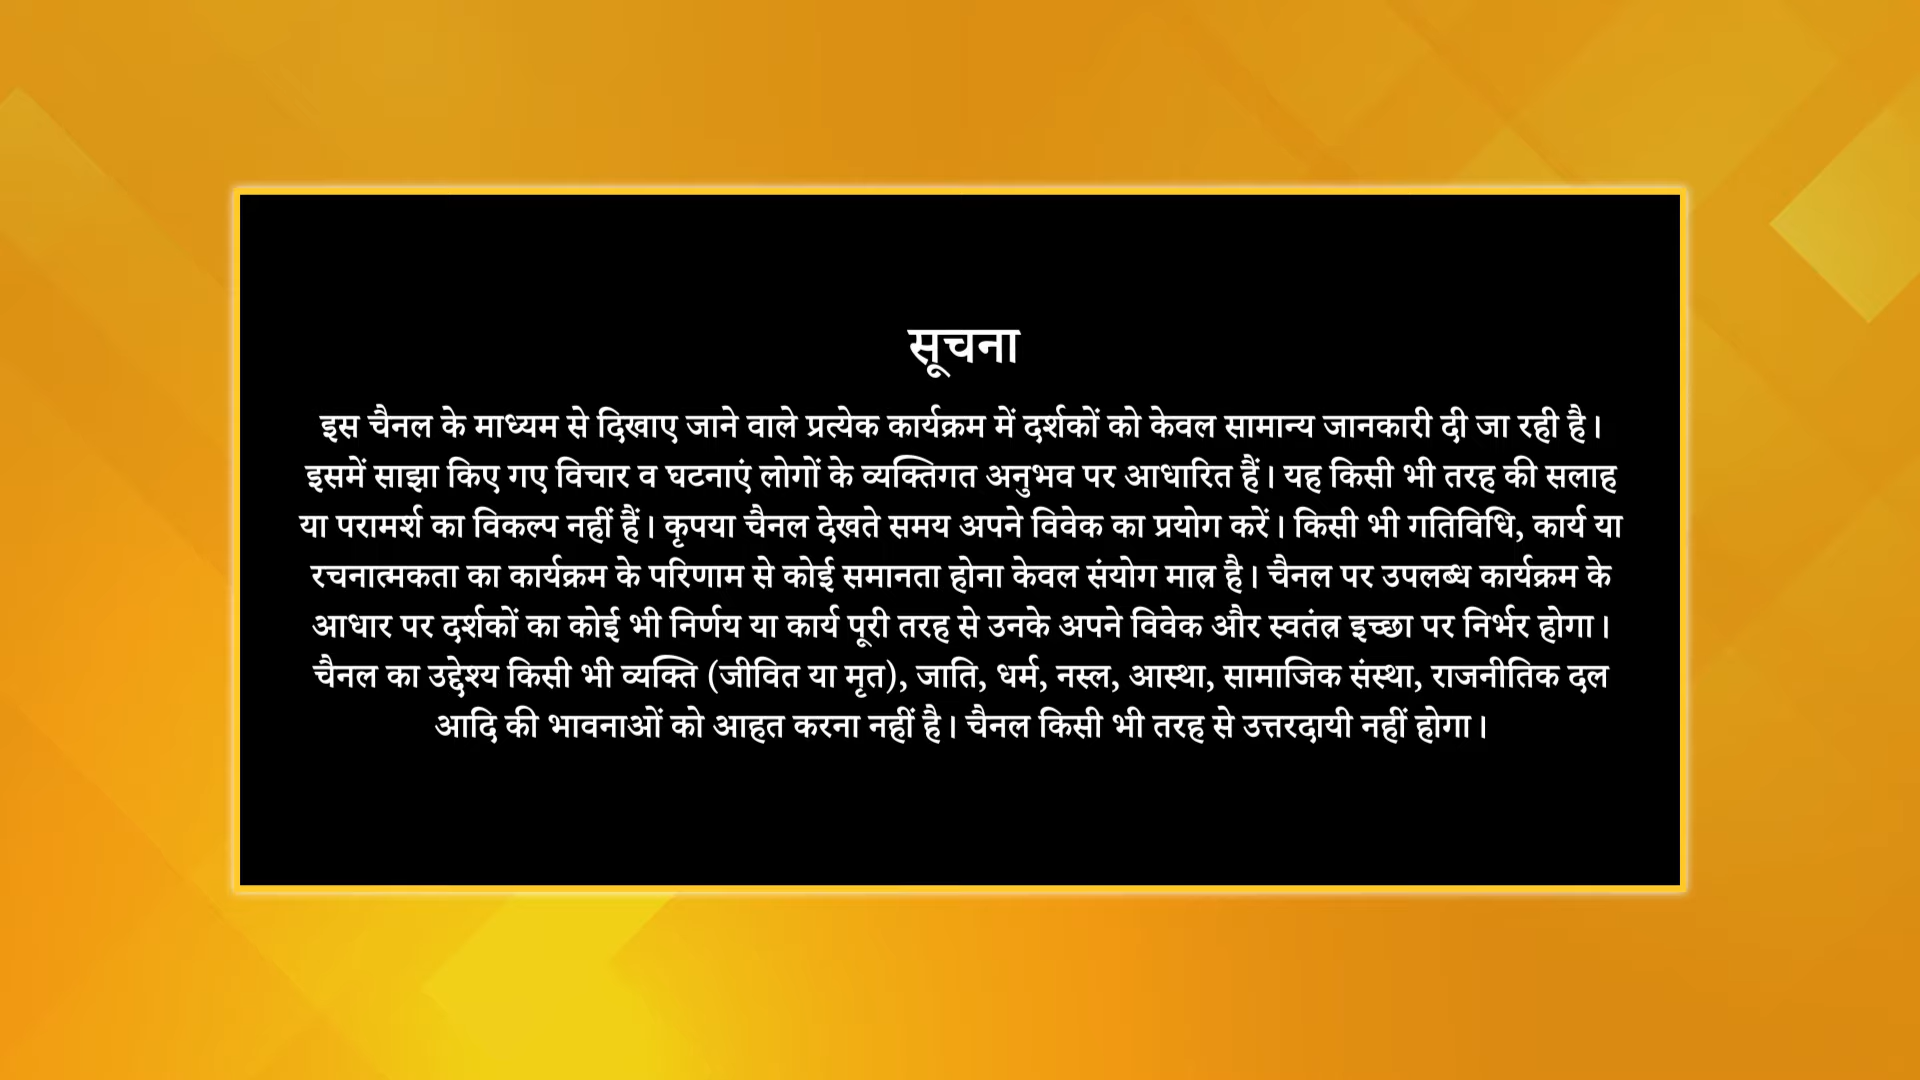 सूचना
इस चैनल के माध्यम से दिखाए जाने वाले प्रत्येक कार्यक्रम में दर्शकों को केवल सामान्य जानकारी दी जा रही है।
इसमें साझा किए गए विचार व घटनाएं लोगों के व्यक्तिगत अनुभव पर आधारित हैं। यह किसी भी तरह की सलाह
या परामर्श का विकल्प नहीं हैं। कृपया चैनल देखते समय अपने विवेक का प्रयोग करें। किसी भी गतिविधि, कार्य या
रचनात्मकता का कार्यक्रम के परिणाम से कोई समानता होना केवल संयोग मात्र है। चैनल पर उपलब्ध कार्यक्रम के
आधार पर दर्शकों का कोई भी निर्णय या कार्य पूरी तरह से उनके अपने विवेक और स्वतंत्र इच्छा पर निर्भर होगा।
चैनल का उद्देश्य किसी भी व्यक्ति (जीवित या मृत), जाति, धर्म, नस्ल, आस्था, सामाजिक संस्था, राजनीतिक दल
आदि की भावनाओं को आहत करना नहीं है। चैनल किसी भी तरह से उत्तरदायी नहीं होगा।